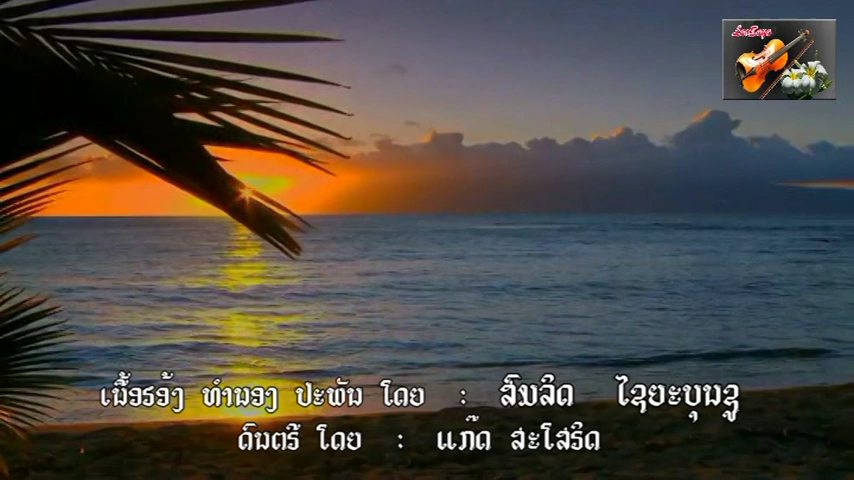 ເນື້ອຮອ້ງ ທຳນອງ ປະພັນ ໂດຍ : ສົມລິດ ໄຊຍະບຸນຊູ
ດົນຕຣີ ໂດຍ : ແກ໊ດ ສະໂສຣິດ